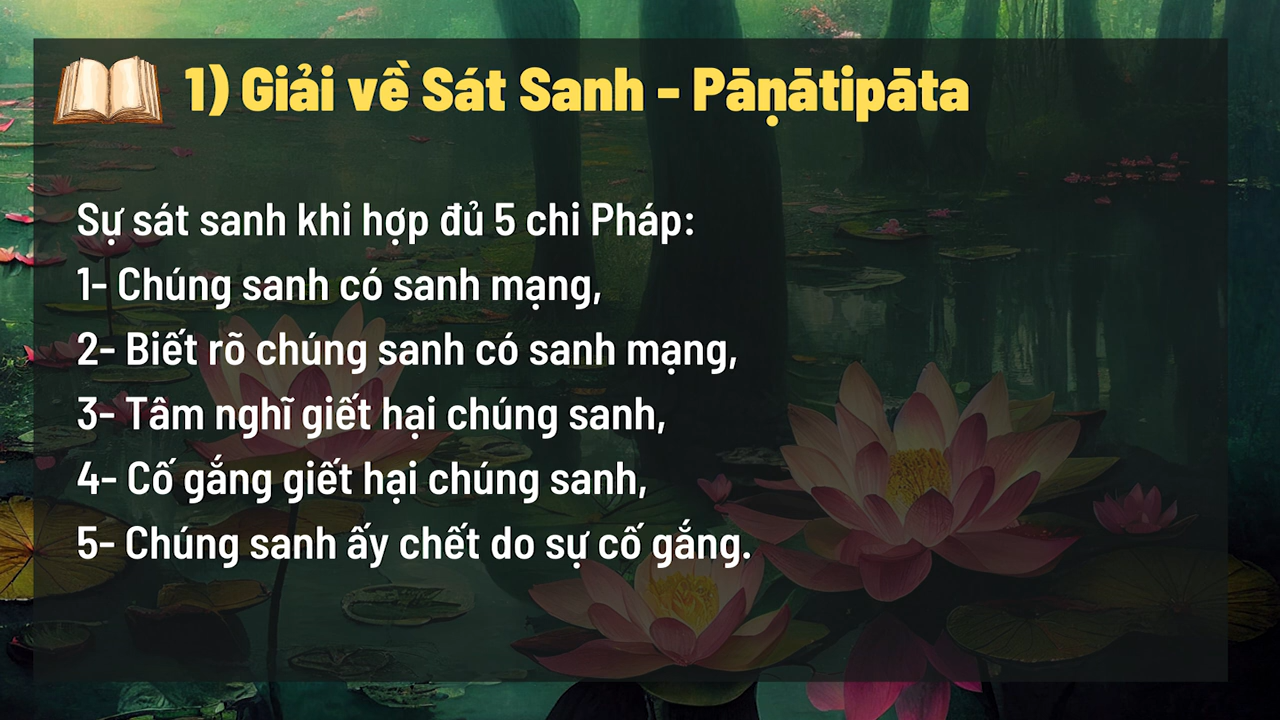 1) Giải về Sát Sanh - Pāṇātipāta
Sự sát sanh khi hợp đủ 5 chi Pháp:
1- Chúng sanh có sanh mạng,
2- Biết rõ chúng sanh có sanh mạng,
3- Tâm nghĩ giết hại chúng sanh,
4- Cố gắng giết hại chúng sanh,
5- Chúng sanh ấy chết do sự cố gắng.